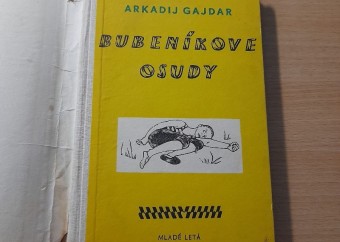 ARKADIJ GAJDAR
BUBENÍKOVE
OSUDY
MLADÉ LETÁ